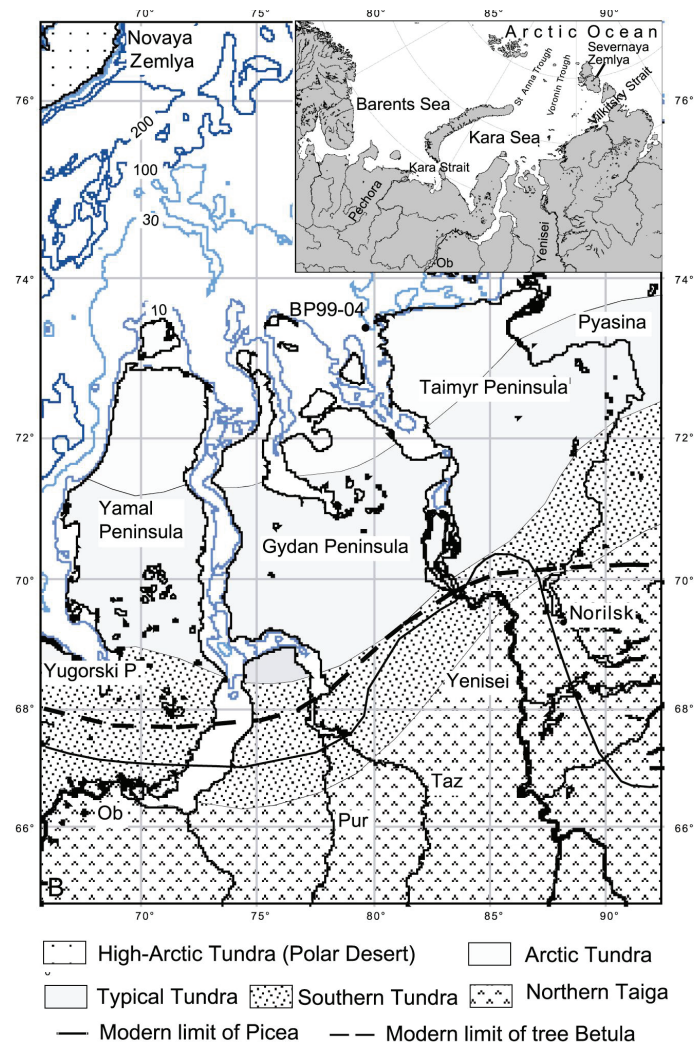 70°
75°
80°
85°
90°
Novaya
Zemlya
Arctic Ocean
Severnaya
Zemlya
St. Anna Trough
Voronin Trough
Vilkitsky Strait
Barents Sea
Kara Sea
Kara Strait
Pechora
Ob
Yenisei
76°
76°
200
100
30
74°
74°
10
BP99-04
Pyasina
Taimyr Peninsula
72°
72°
Yamal
Peninsula
Gydan Peninsula
70°
70°
Norilsk
Yugorski P
Yenisei
68°
68°
Taz
Ob
Pur
66°
66°
B
70°
75°
80°
85°
90°
High-Arctic Tundra (Polar Desert)
Arctic Tundra
Typical Tundra
Southern Tundra
Northern Taiga
Modern limit of Picea
Modern limit of tree Betula